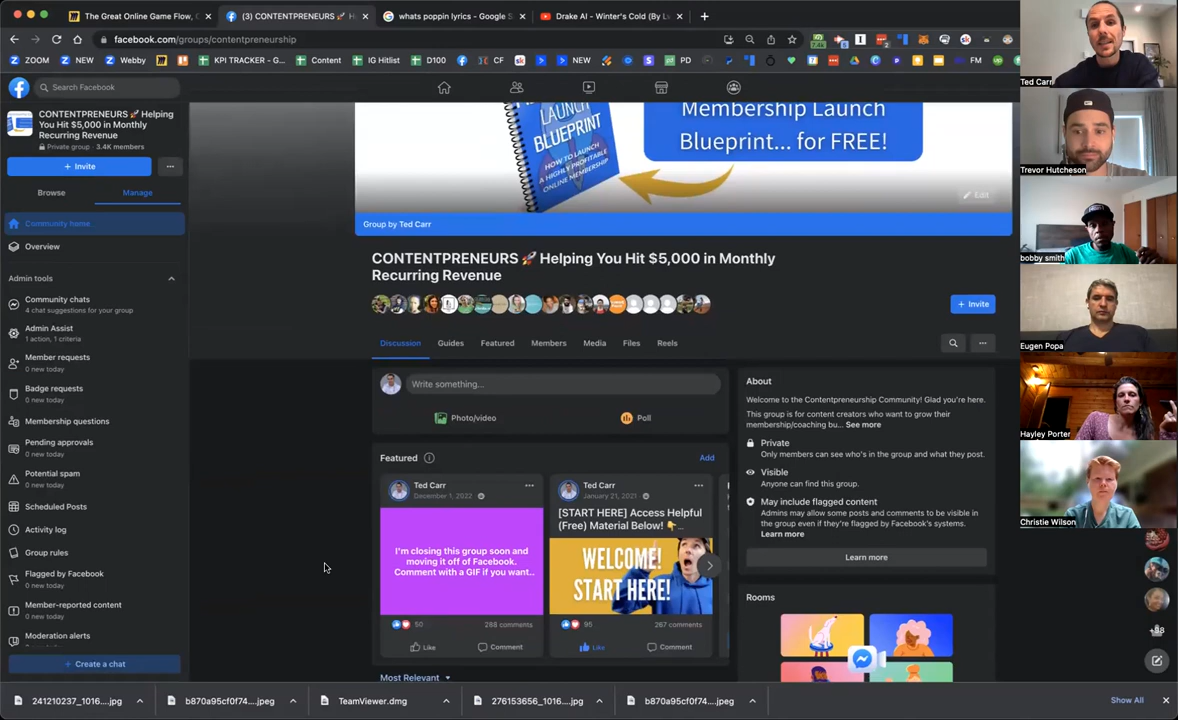 The Great Online Game Flow,
(3) CONTENTPRENEURS 🚀 H
whats poppin lyrics - Google S
Drake AI - Winter's Cold (By L
facebook.com/groups/contentpreneurship
ZOOM
NEW
Webby
KPI TRACKER - G...
Content
IG Hitlist
D100
CF
NEW
PD
FM
Search Facebook
CONTENTPRENEURS 🚀 Helping
You Hit $5,000 in Monthly
Recurring Revenue
Private group · 3.4K members
+ Invite
Browse
Manage
Community home
Overview
Admin tools
Community chats
4 chat suggestions for your group
Admin Assist
1 action, 1 criteria
Member requests
0 new today
Badge requests
0 new today
Membership questions
Pending approvals
0 new today
Potential spam
0 new today
Scheduled Posts
Activity log
Group rules
Flagged by Facebook
0 new today
Member-reported content
0 new today
Moderation alerts
0 new today
+ Create a chat
LAUNCH
BLUEPRINT
HOW TO LAUNCH
A HIGHLY PROFITABLE
ONLINE MEMBERSHIP
Membership Launch
Blueprint... for FREE!
Edit
Group by Ted Carr
CONTENTPRENEURS 🚀 Helping You Hit $5,000 in Monthly
Recurring Revenue
+ Invite
Discussion
Guides
Featured
Members
Media
Files
Reels
Write something...
Photo/video
Poll
Featured
Add
Ted Carr
December 1, 2022
I'm closing this group soon and
moving it off of Facebook.
Comment with a GIF if you want..
50
288 comments
Like
Comment
Ted Carr
January 21, 2021
[START HERE] Access Helpful
(Free) Material Below! 👇
WELCOME!
START HERE!
95
267 comments
Like
Comment
Most Relevant
About
Welcome to the Contentpreneurship Community! Glad you're here.
This group is for content creators who want to grow their
membership/coaching bu... See more
Private
Only members can see who's in the group and what they post.
Visible
Anyone can find this group.
May include flagged content
Admins may allow some posts and comments to be visible in
the group even if they're flagged by Facebook's systems.
Learn more
Learn more
Rooms
Ted Carr
Trevor Hutcheson
bobby smith
Eugen Popa
Hayley Porter
Christie Wilson
241210237_1016....jpg
b870a95cf0f74....jpeg
TeamViewer.dmg
276153656_1016....jpg
b870a95cf0f74....jpeg
Show All